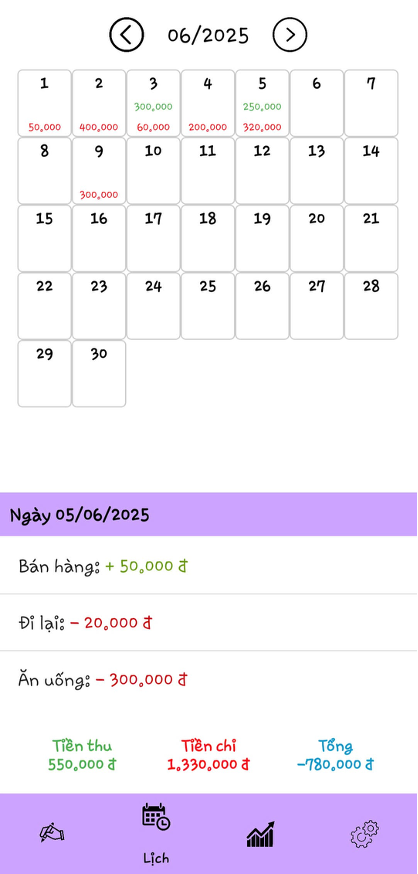 06/2025
1 2 3 4 5 6 7
300,000 250,000
50,000 400,000 60,000 200,000 320,000
8 9 10 11 12 13 14
300,000
15 16 17 18 19 20 21
22 23 24 25 26 27 28
29 30
Ngày 05/06/2025
Bán hàng: + 50,000 đ
Đi lại: - 20,000 đ
Ăn uống: - 300,000 đ
Tiền thu Tiền chi Tổng
550,000 đ 1,330,000 đ -780,000 đ
Lịch